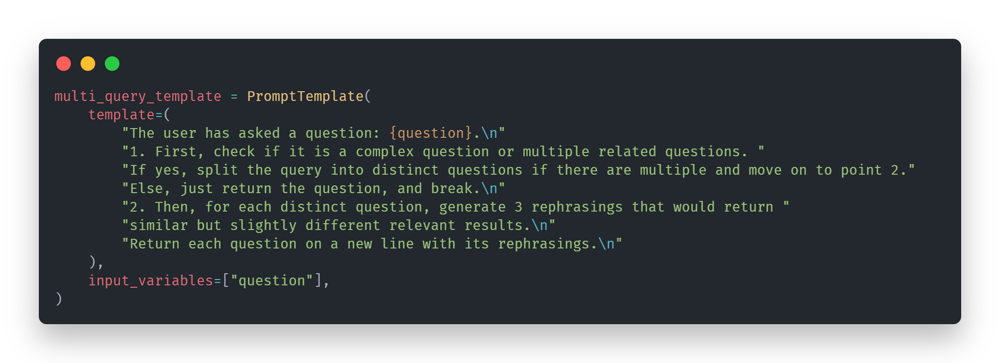 multi_query_template = PromptTemplate(
    template=(
        "The user has asked a question: {question}.\n"
        "1. First, check if it is a complex question or multiple related questions. "
        "If yes, split the query into distinct questions if there are multiple and move on to point 2."
        "Else, just return the question, and break.\n"
        "2. Then, for each distinct question, generate 3 rephrasings that would return "
        "similar but slightly different relevant results.\n"
        "Return each question on a new line with its rephrasings.\n"
    ),
    input_variables=["question"],
)